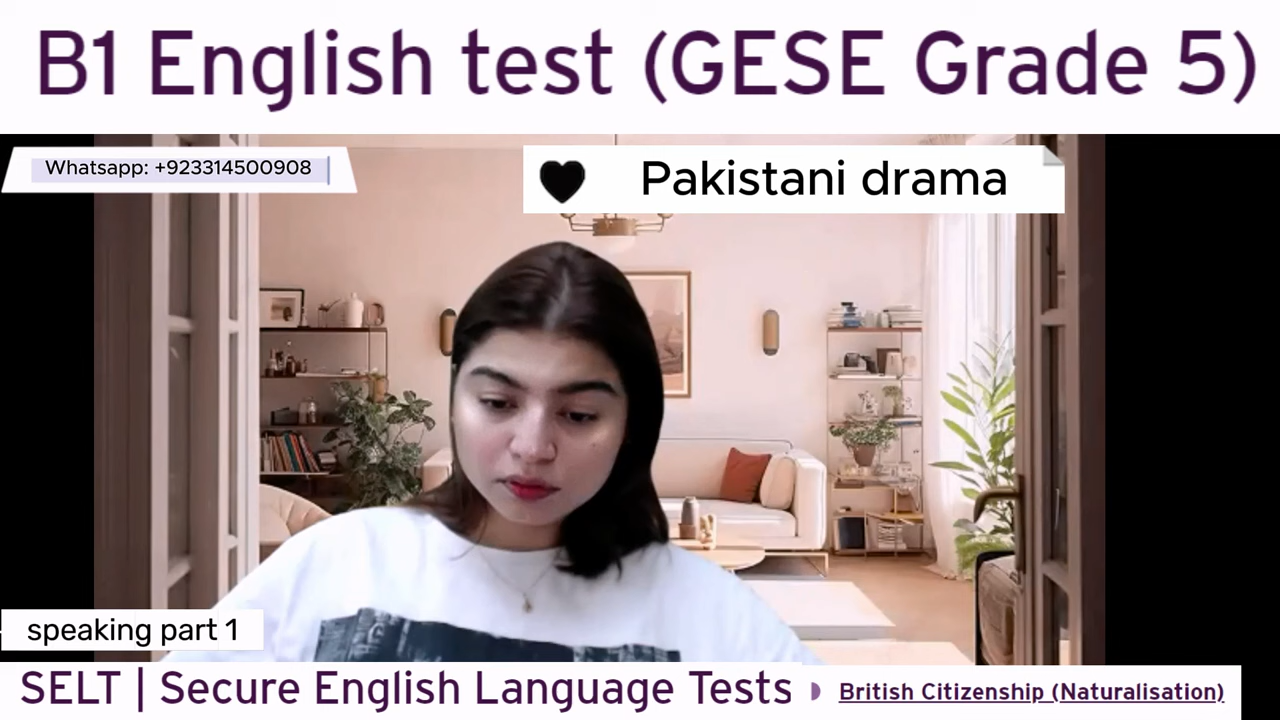 B1 English test (GESE Grade 5)
Whatsapp: +923314500908
Pakistani drama
speaking part 1
SELT | Secure English Language Tests
British Citizenship (Naturalisation)